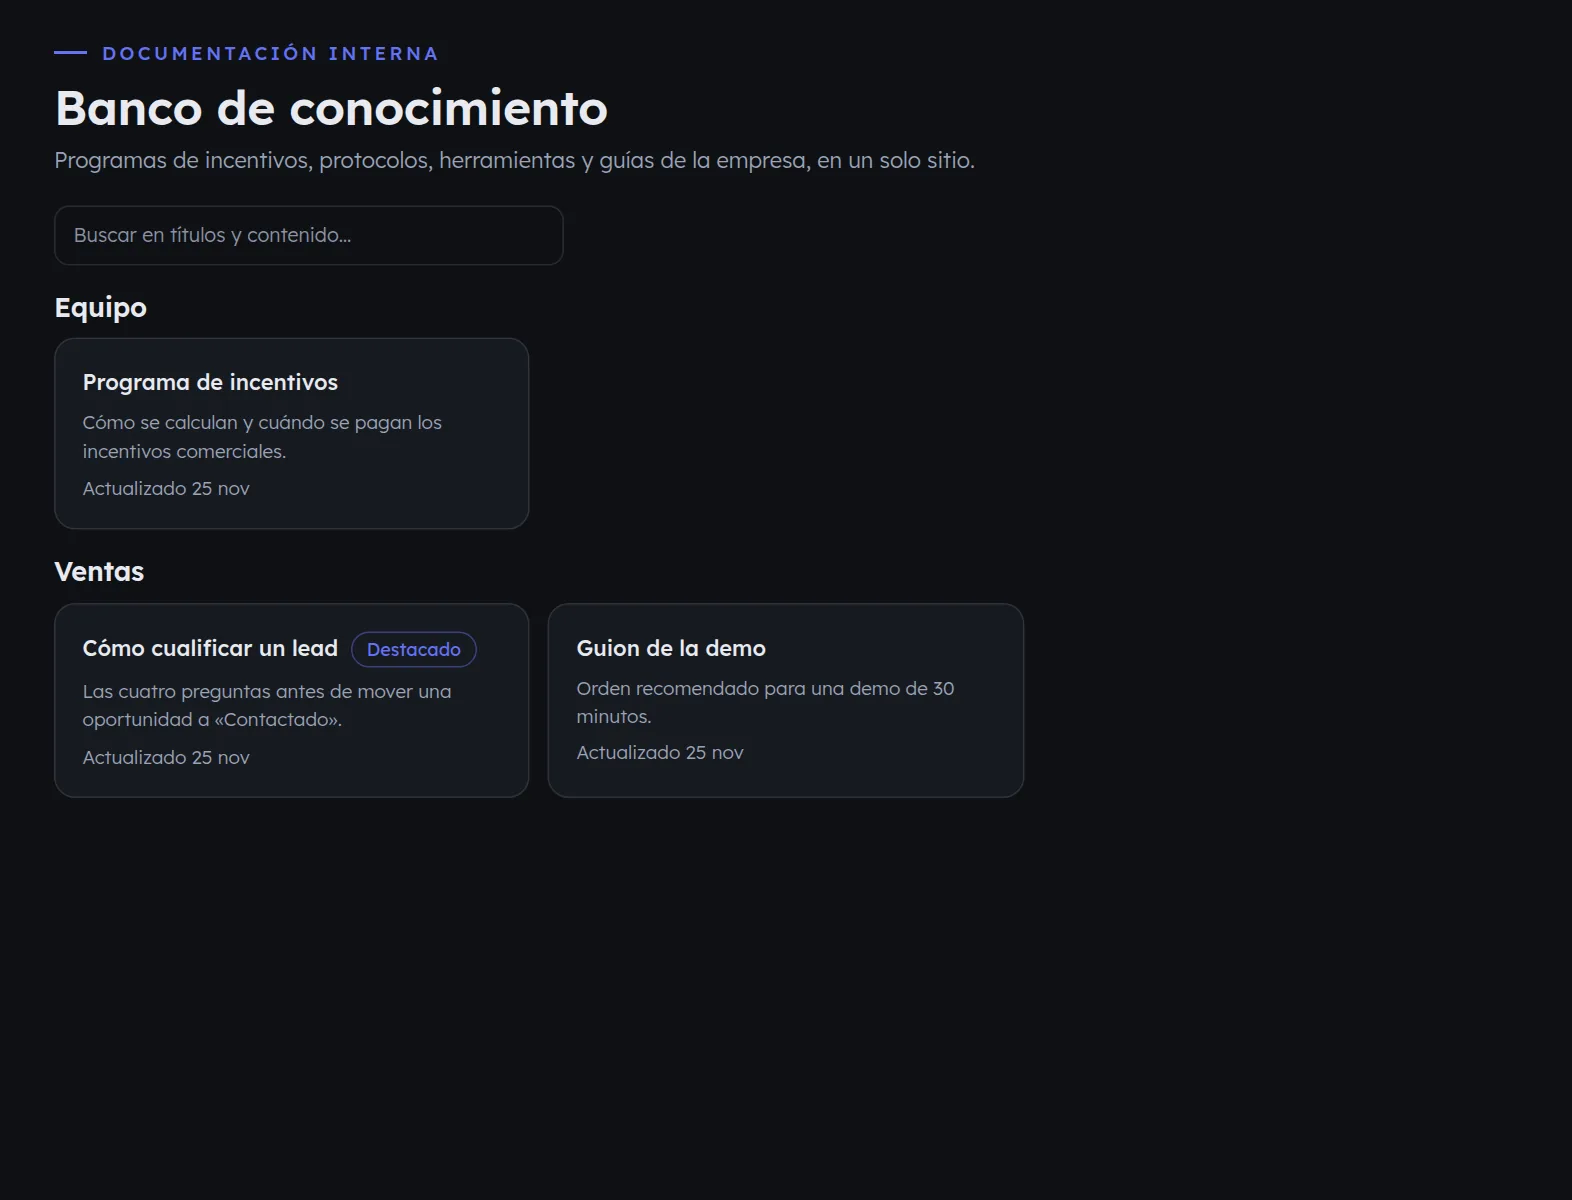 DOCUMENTACIÓN INTERNA
Banco de conocimiento
Programas de incentivos, protocolos, herramientas y guías de la empresa, en un solo sitio.
Buscar en títulos y contenido...
Equipo
Programa de incentivos
Cómo se calculan y cuándo se pagan los
incentivos comerciales.
Actualizado 25 nov
Ventas
Cómo cualificar un lead Destacado
Las cuatro preguntas antes de mover una
oportunidad a «Contactado».
Actualizado 25 nov
Guion de la demo
Orden recomendado para una demo de 30
minutos.
Actualizado 25 nov